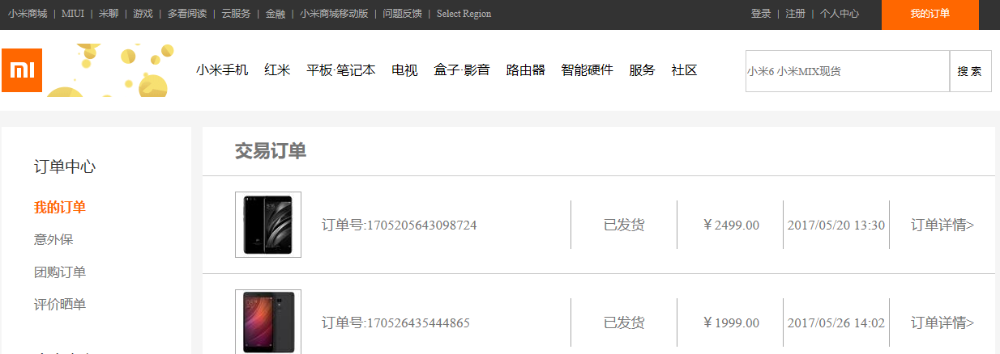 小米商城 | MIUI | 米聊 | 游戏 | 多看阅读 | 云服务 | 金融 | 小米商城移动版 | 问题反馈 | Select Region
登录 | 注册 | 个人中心
我的订单
MI
小米手机 红米 平板·笔记本 电视 盒子·影音 路由器 智能硬件 服务 社区
小米6 小米MIX现货
搜 索
订单中心
我的订单
意外保
团购订单
评价晒单
交易订单
订单号:1705205643098724 已发货 ￥2499.00 2017/05/20 13:30 订单详情>
订单号:170526435444865 已发货 ￥1999.00 2017/05/26 14:02 订单详情>